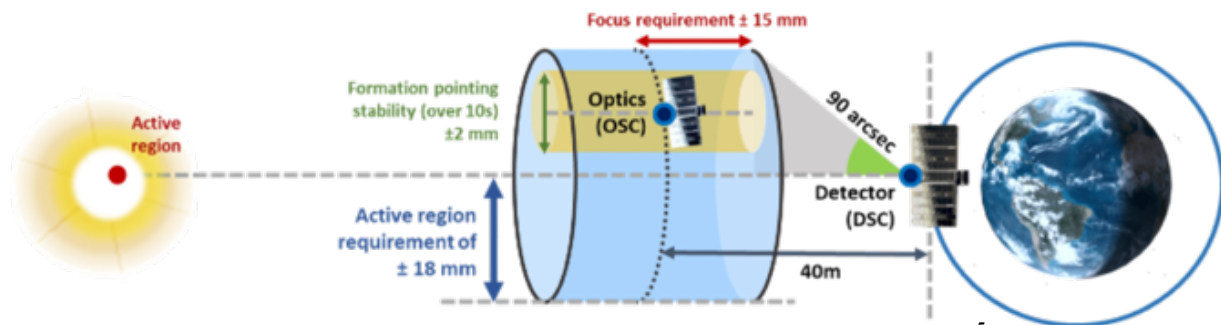 Focus requirement ± 15 mm
Formation pointing
stability (over 10s)
±2 mm
Optics
(OSC)
90 arcsec
Active
region
Detector
(DSC)
Active region
requirement of
± 18 mm
40m